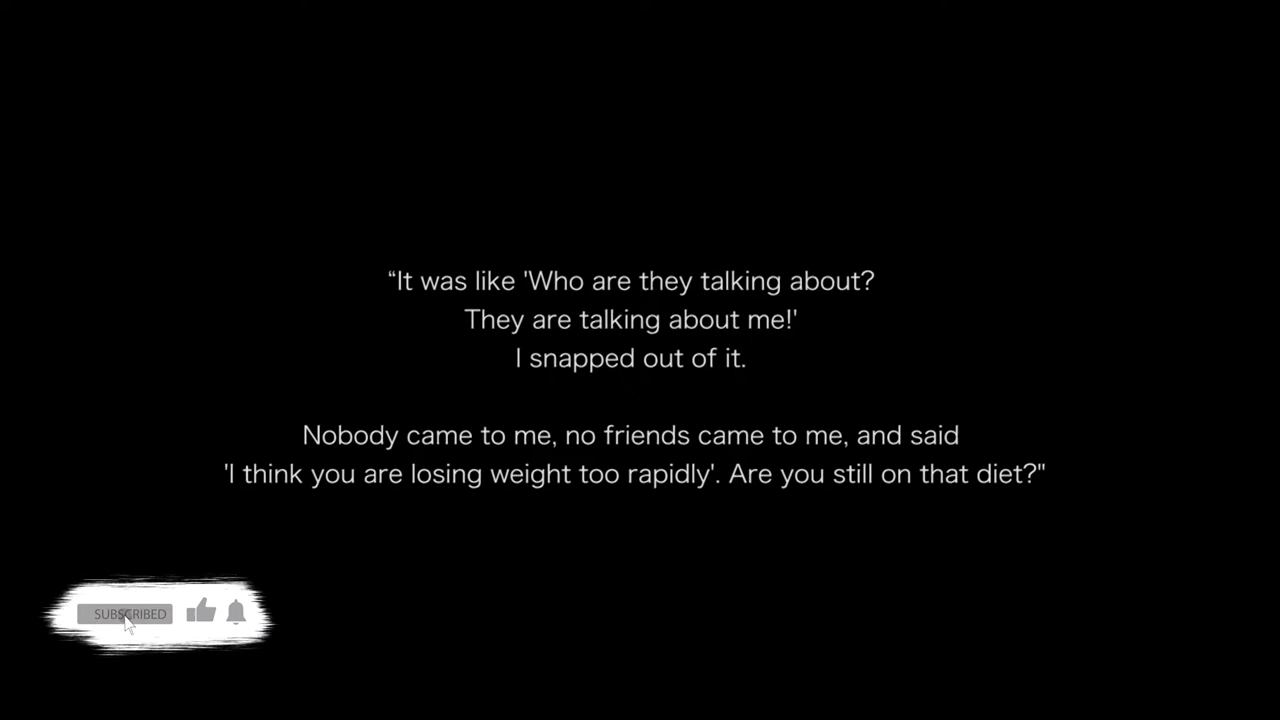 “It was like 'Who are they talking about?
They are talking about me!'
I snapped out of it.
Nobody came to me, no friends came to me, and said
'I think you are losing weight too rapidly'. Are you still on that diet?"
SUBSCRIBED